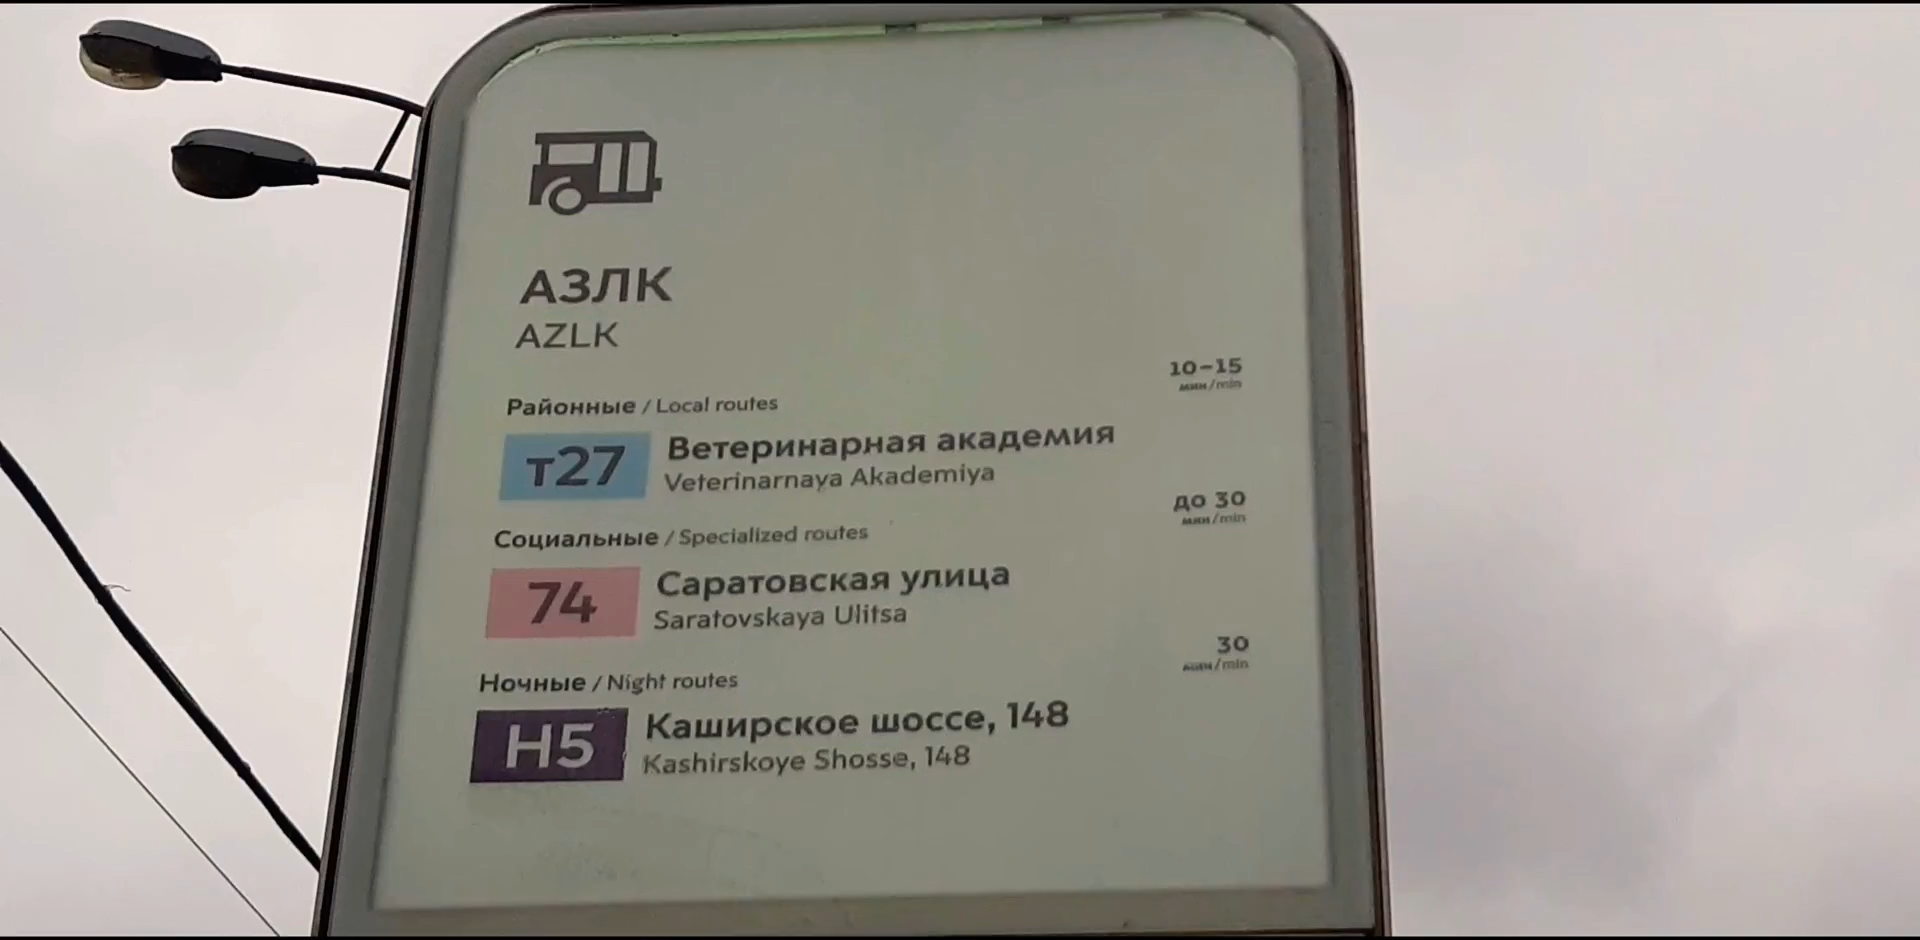 АЗЛК
AZLK
10–15
мин/min
Районные / Local routes
т27 Ветеринарная академия
Veterinarnaya Akademiya
до 30
мин/min
Социальные / Specialized routes
74 Саратовская улица
Saratovskaya Ulitsa
30
мин/min
Ночные / Night routes
Н5 Каширское шоссе, 148
Kashirskoye Shosse, 148